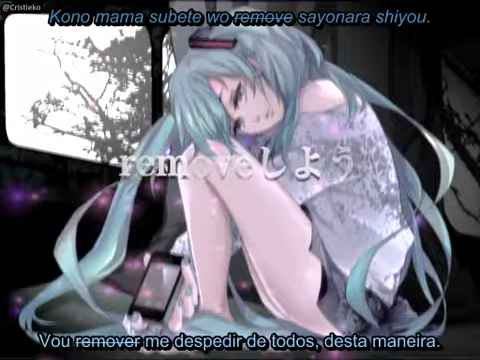 @Cristieko
Kono mama subete wo remove sayonara shiyou.
removeしよう
Vou remover me despedir de todos, desta maneira.